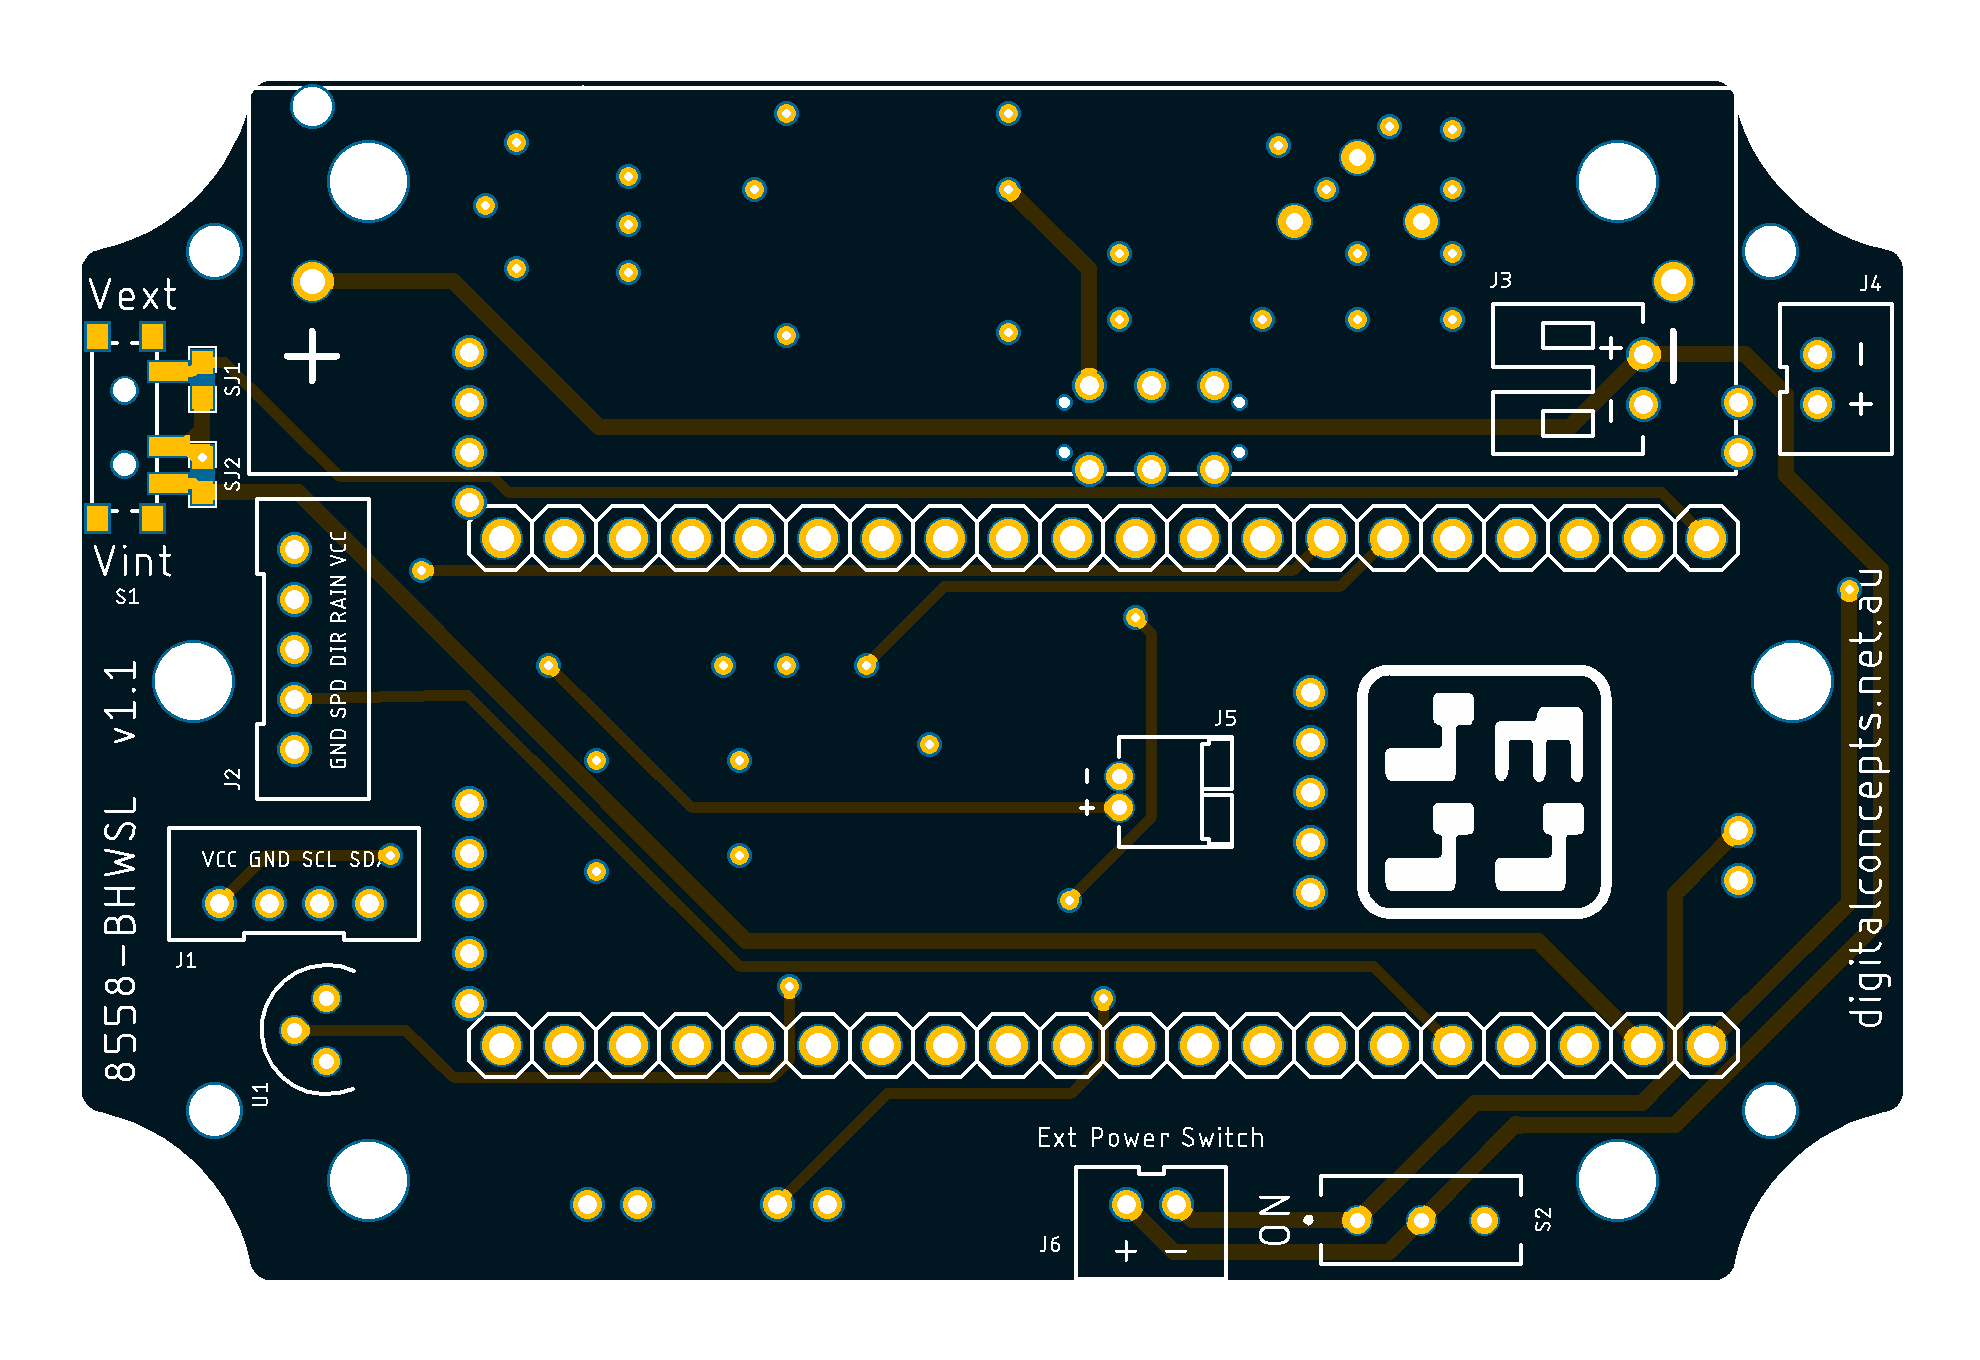 J3
J4
Vext
+
SJ1
+
-
-
+
SJ2
Vint
S1
GND SPD DIR RAIN VCC
J2
digitalconcepts.net.au
85558-BHWSL v1.1
J5
-
+
VCC GND SCL SDA
J1
U1
Ext Power Switch
J6
+ -
ON
S2